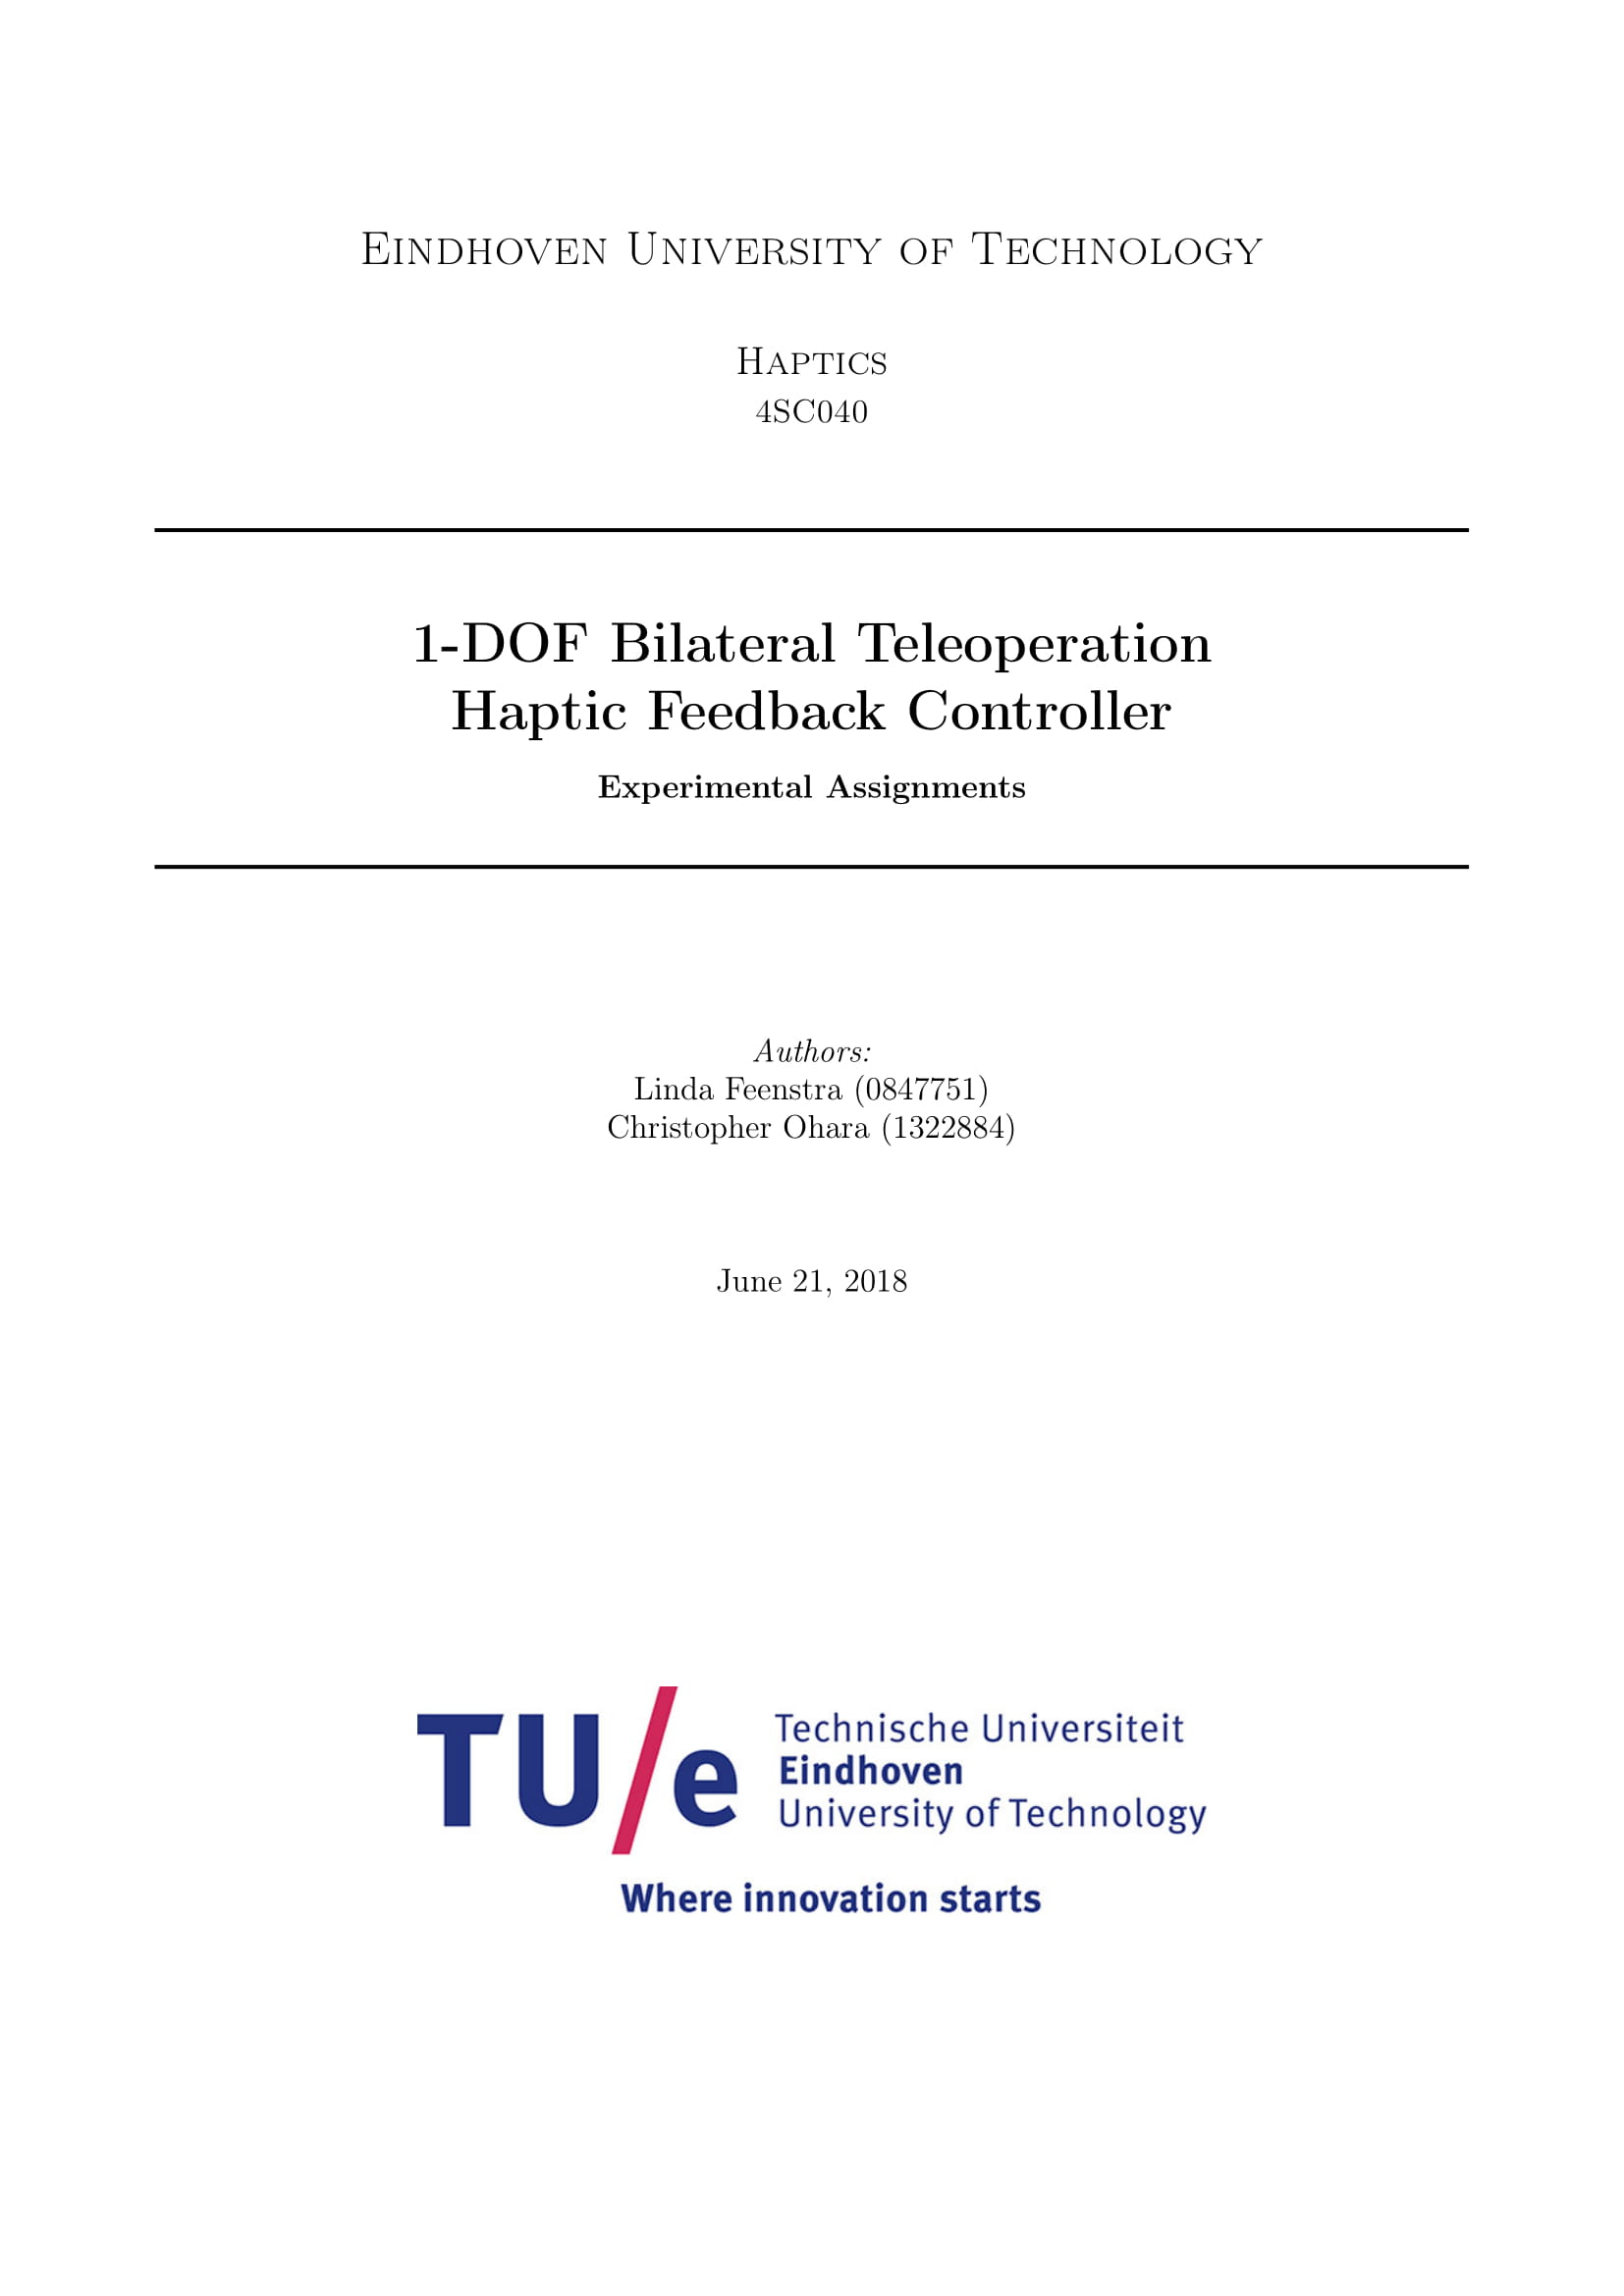 Eindhoven University of Technology
Haptics
4SC040
1-DOF Bilateral Teleoperation
Haptic Feedback Controller
Experimental Assignments
Authors:
Linda Feenstra (0847751)
Christopher Ohara (1322884)
June 21, 2018
TU/e
Technische Universiteit
Eindhoven
University of Technology
Where innovation starts